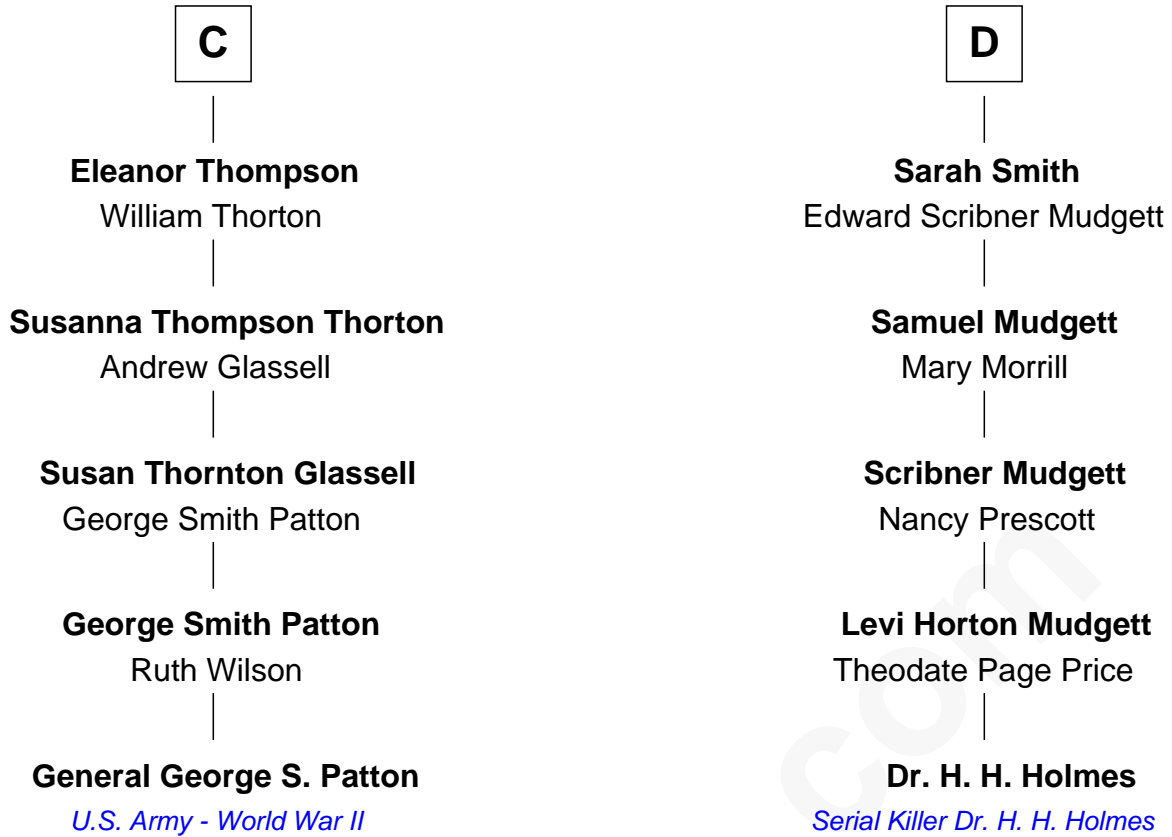 C
Eleanor Thompson
William Thorton
Susanna Thompson Thorton
Andrew Glassell
Susan Thornton Glassell
George Smith Patton
George Smith Patton
Ruth Wilson
General George S. Patton
U.S. Army - World War II
D
Sarah Smith
Edward Scribner Mudgett
Samuel Mudgett
Mary Morrill
Scribner Mudgett
Nancy Prescott
Levi Horton Mudgett
Theodate Page Price
Dr. H. H. Holmes
Serial Killer Dr. H. H. Holmes
com